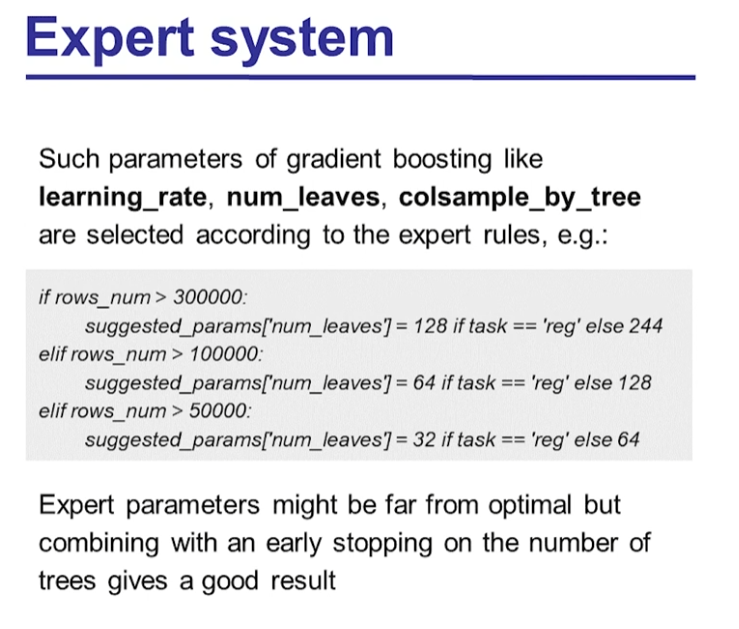 Expert system
Such parameters of gradient boosting like
learning_rate, num_leaves, colsample_by_tree
are selected according to the expert rules, e.g.:
if rows_num > 300000:
suggested_params['num_leaves'] = 128 if task == 'reg' else 244
elif rows_num > 100000:
suggested_params['num_leaves'] = 64 if task == 'reg' else 128
elif rows_num > 50000:
suggested_params['num_leaves'] = 32 if task == 'reg' else 64
Expert parameters might be far from optimal but
combining with an early stopping on the number of
trees gives a good result